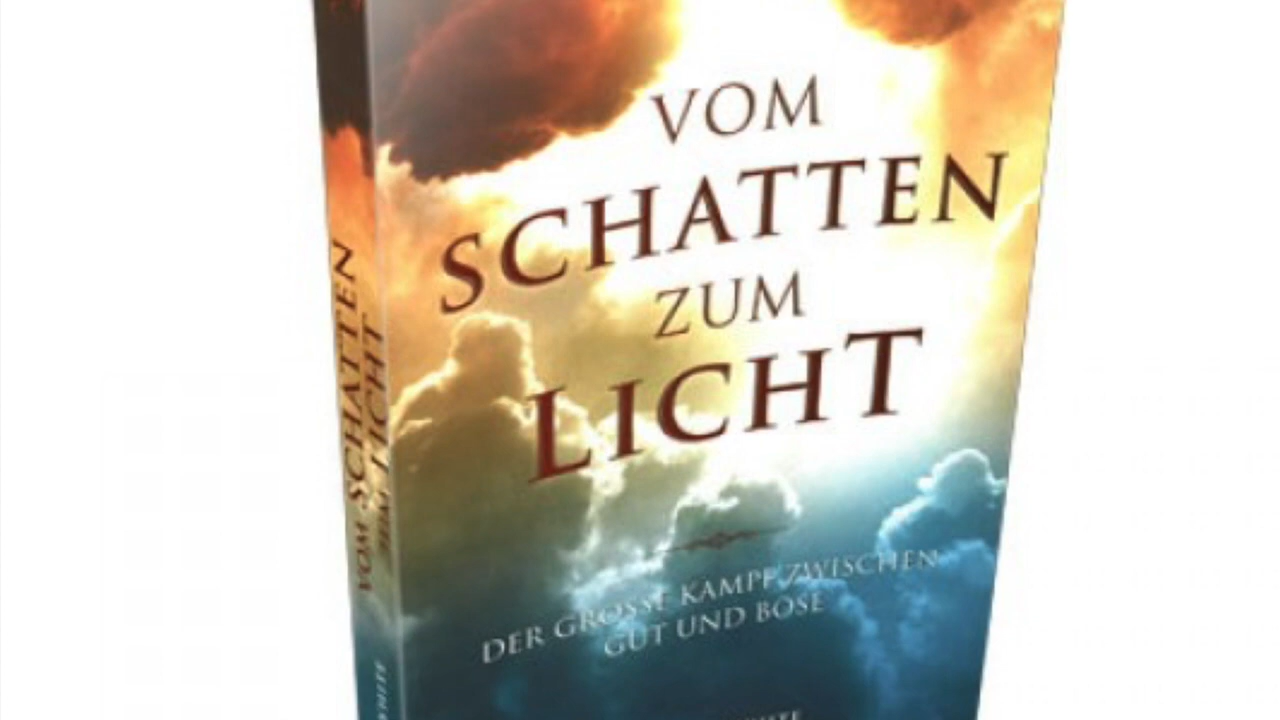 VOM
SCHATTEN
ZUM
LICHT
DER GROSSE KAMPF ZWISCHEN
GUT UND BÖSE
VOM SCHATTEN
ZUM LICHT